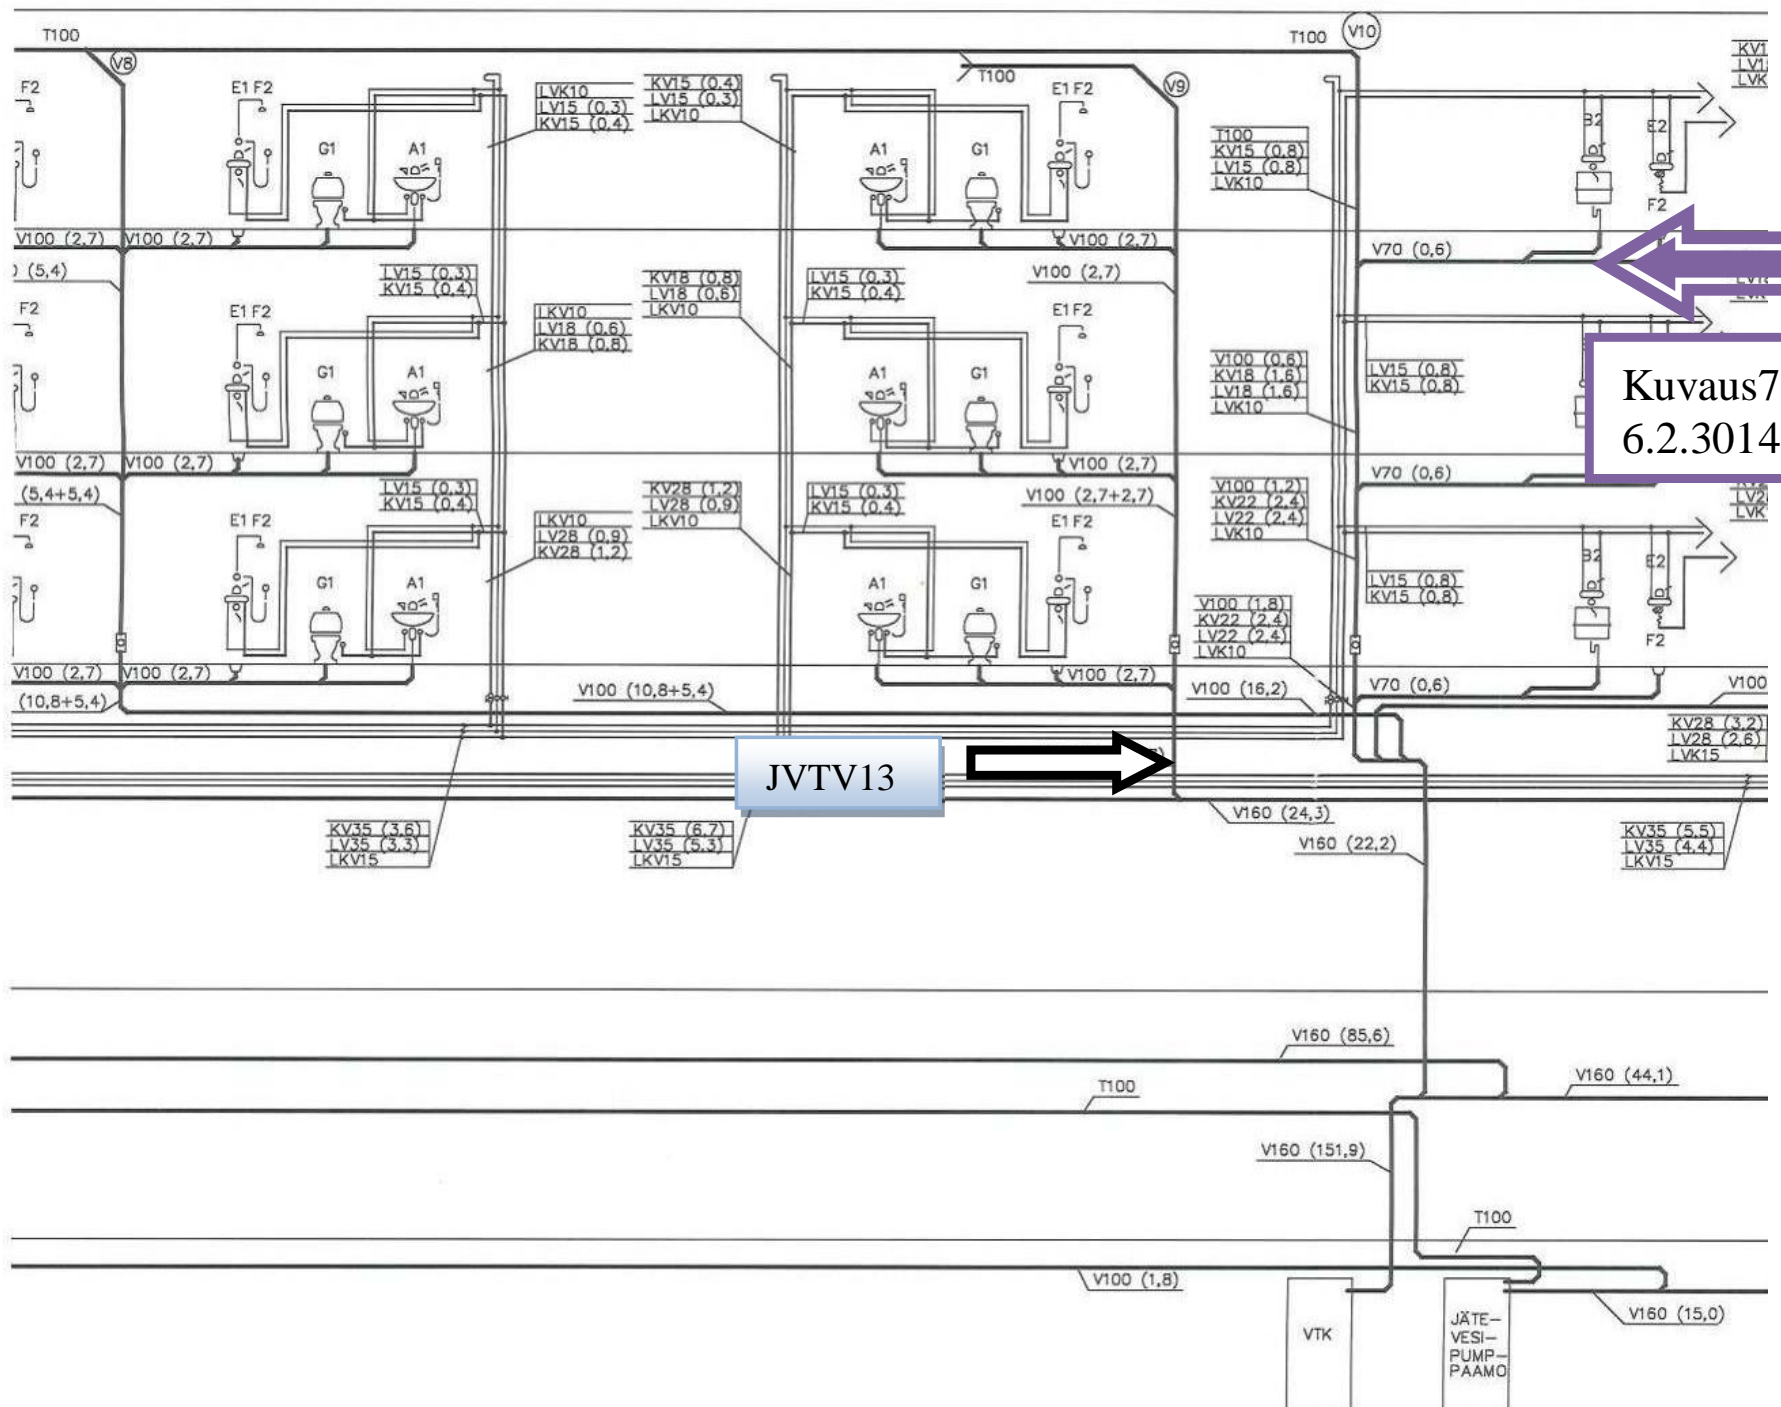 T100
V8
T100
V10
KV1
LV1
LVK
F2
E1 F2
G1
A1
LVK10
LV15 (0.3)
KV15 (0.4)
KV15 (0.4)
LV15 (0.3)
LKV10
T100
V9
A1
G1
E1 F2
T100
KV15 (0.8)
LV15 (0.8)
LVK10
B2
E2
F2
V100 (2,7)
V100 (2,7)
V100 (2,7)
V70 (0,6)
(5,4)
LV15 (0.3)
KV15 (0.4)
KV18 (0.8)
LV18 (0.6)
LKV10
LV15 (0.3)
KV15 (0.4)
V100 (2,7)
F2
E1 F2
G1
A1
LKV10
LV18 (0.6)
KV18 (0.8)
A1
G1
E1 F2
V100 (0.6)
KV18 (1.6)
LV18 (1.6)
LVK10
LV15 (0.8)
KV15 (0.8)
Kuvaus7
6.2.3014
V100 (2,7)
V100 (2,7)
V100 (2,7)
V70 (0,6)
(5,4+5,4)
LV15 (0.3)
KV15 (0.4)
KV28 (1.2)
LV28 (0.9)
LKV10
LV15 (0.3)
KV15 (0.4)
V100 (2,7+2,7)
V100 (1.2)
KV22 (2.4)
LV22 (2.4)
LVK10
LV28
LVK
F2
E1 F2
G1
A1
LKV10
LV28 (0.9)
KV28 (1.2)
A1
G1
E1 F2
B2
E2
F2
LV15 (0.8)
KV15 (0.8)
V100 (1.8)
KV22 (2.4)
LV22 (2.4)
LVK10
V100 (2,7)
V100 (2,7)
V100 (2,7)
V70 (0,6)
V100
(10,8+5,4)
V100 (10,8+5,4)
V100 (16,2)
KV28 (3.2)
LV28 (2.6)
LVK15
JVTV13
KV35 (3.6)
LV35 (3.3)
LKV15
KV35 (6.7)
LV35 (5.3)
LKV15
V160 (24,3)
V160 (22,2)
KV35 (5.5)
LV35 (4.4)
LKV15
V160 (85,6)
T100
V160 (44,1)
V160 (151,9)
T100
V100 (1,8)
V160 (15,0)
VTK
JÄTE-
VESI-
PUMP-
PAAMO